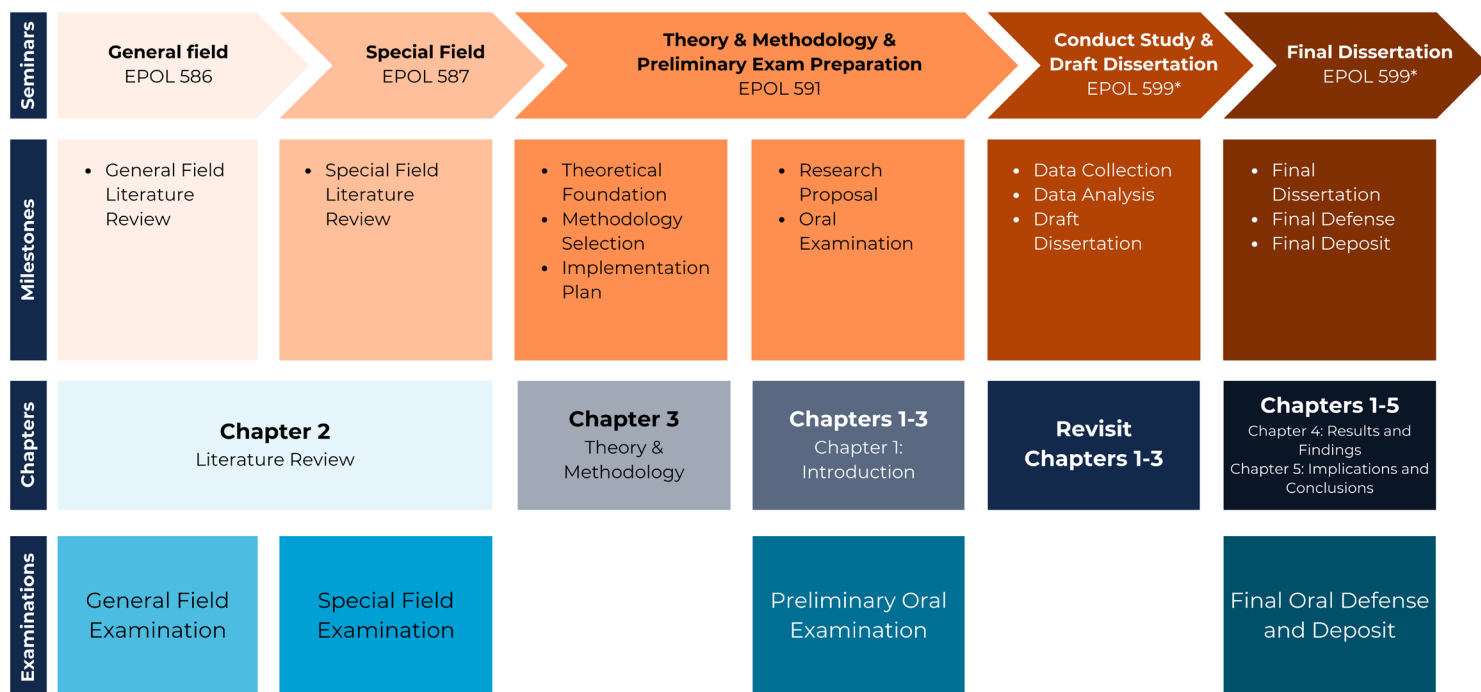 Seminars
General field
EPOL 586
Special Field
EPOL 587
Theory & Methodology &
Preliminary Exam Preparation
EPOL 591
Conduct Study &
Draft Dissertation
EPOL 599*
Final Dissertation
EPOL 599*
Milestones
• General Field
Literature
Review
• Special Field
Literature
Review
• Theoretical
Foundation
• Methodology
Selection
• Implementation
Plan
• Research
Proposal
• Oral
Examination
• Data Collection
• Data Analysis
• Draft
Dissertation
• Final
Dissertation
• Final Defense
• Final Deposit
Chapters
Chapter 2
Literature Review
Chapter 3
Theory &
Methodology
Chapters 1-3
Chapter 1:
Introduction
Revisit
Chapters 1-3
Chapters 1-5
Chapter 4: Results and
Findings
Chapter 5: Implications and
Conclusions
Examinations
General Field
Examination
Special Field
Examination
Preliminary Oral
Examination
Final Oral Defense
and Deposit